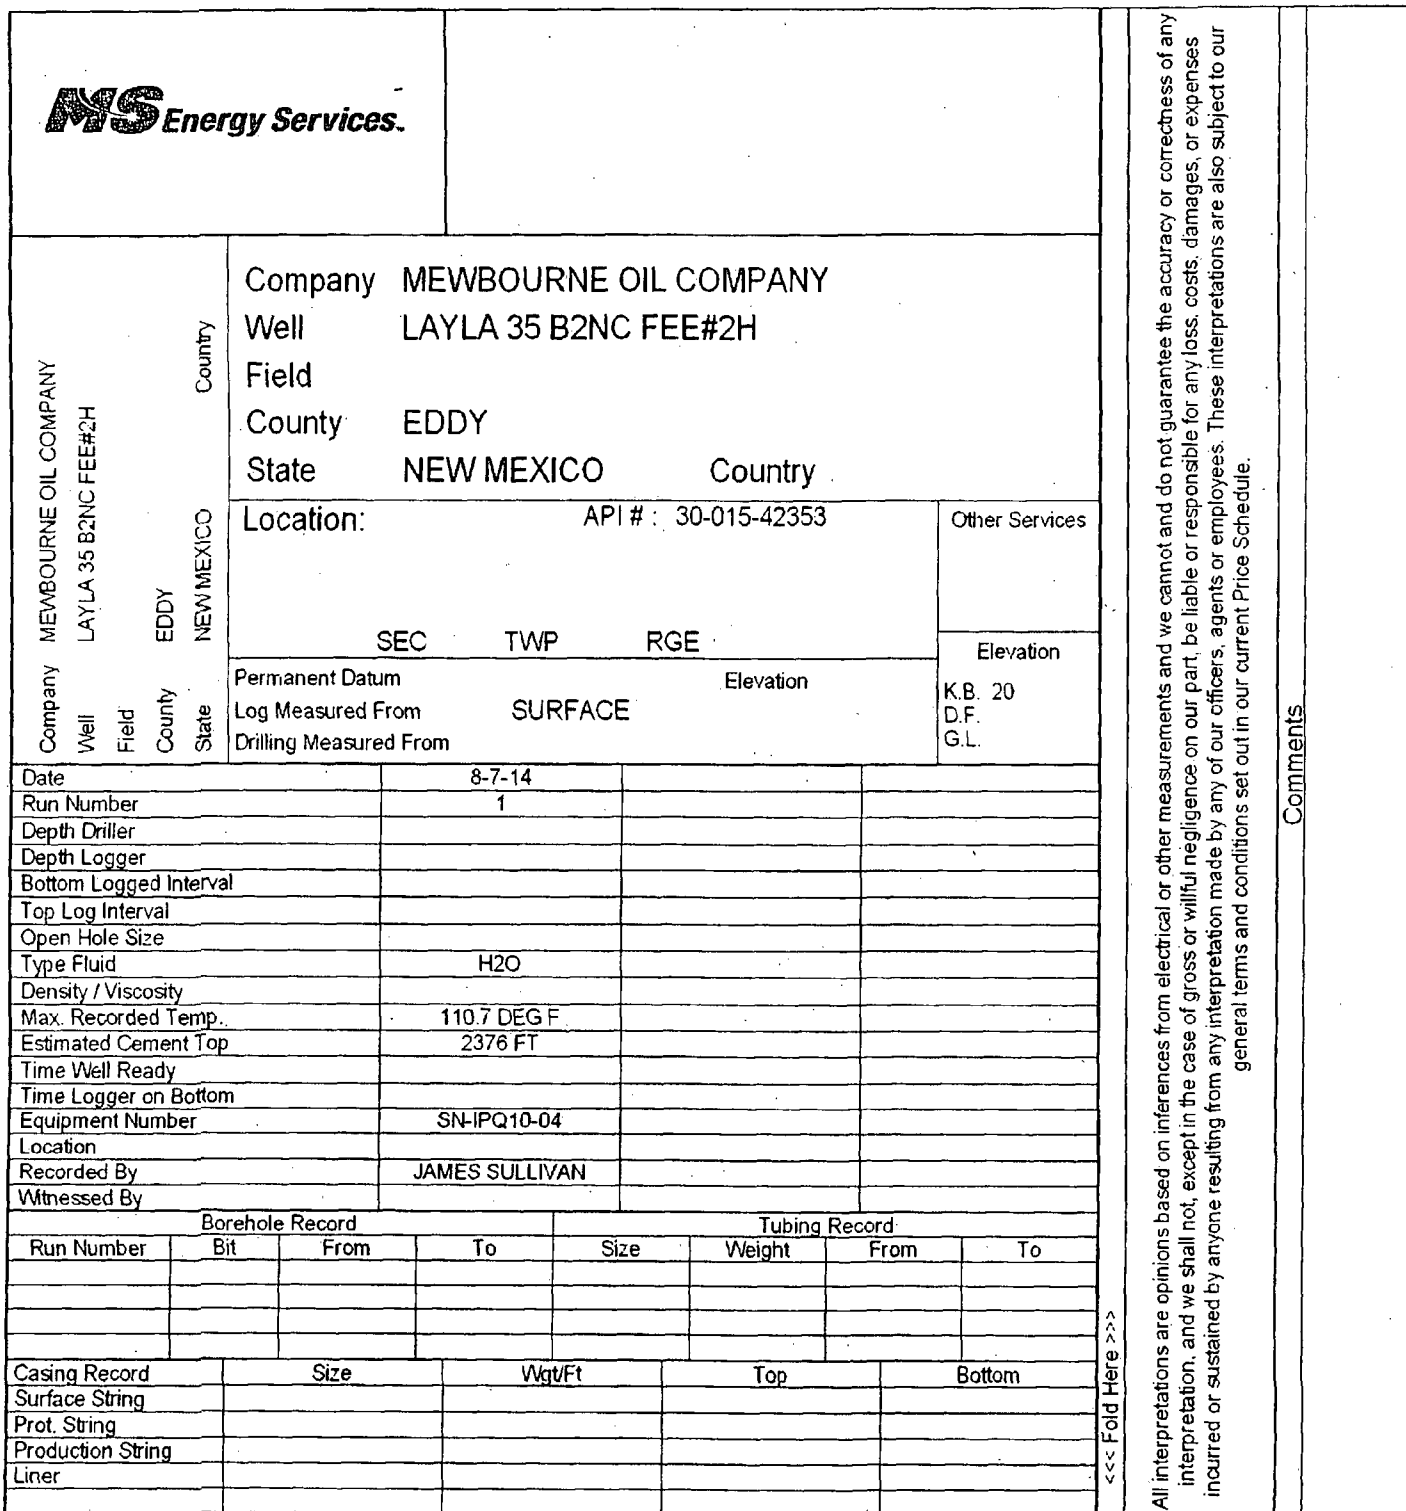 MS Energy Services.
Company MEWBOURNE OIL COMPANY
Well LAYLA 35 B2NC FEE#2H
Field
County EDDY
State NEW MEXICO Country
Company MEWBOURNE OIL COMPANY
Well LAYLA 35 B2NC FEE#2H
Field
County EDDY
State NEW MEXICO Country
Location: API # : 30-015-42353
SEC TWP RGE
Other Services
Permanent Datum Elevation
Log Measured From SURFACE
Drilling Measured From
Elevation
K.B. 20
D.F.
G.L.
Date 8-7-14
Run Number 1
Depth Driller
Depth Logger
Bottom Logged Interval
Top Log Interval
Open Hole Size
Type Fluid H2O
Density / Viscosity
Max. Recorded Temp. 110.7 DEG F
Estimated Cement Top 2376 FT
Time Well Ready
Time Logger on Bottom
Equipment Number SN-IPQ10-04
Location
Recorded By JAMES SULLIVAN
Witnessed By
Borehole Record Tubing Record
Run Number Bit From To Size Weight From To
Casing Record Size Wgt/Ft Top Bottom
Surface String
Prot. String
Production String
Liner
<<< Fold Here >>>
All interpretations are opinions based on inferences from electrical or other measurements and we cannot and do not guarantee the accuracy or correctness of any
interpretation, and we shall not, except in the case of gross or willful negligence on our part, be liable or responsible for any loss, costs, damages, or expenses
incurred or sustained by anyone resulting from any interpretation made by any of our officers, agents or employees. These interpretations are also subject to our
general terms and conditions set out in our current Price Schedule.
Comments